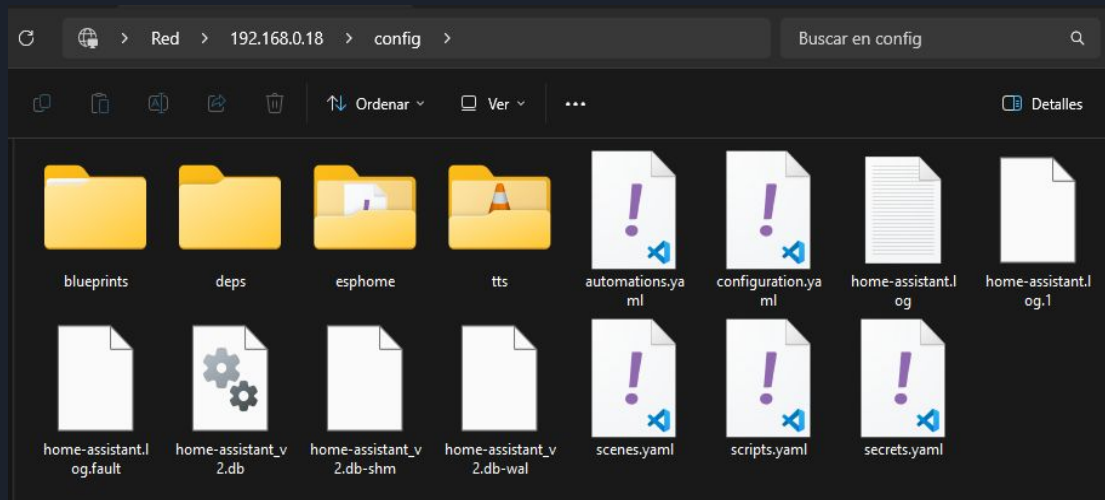 Red > 192.168.0.18 > config >
Buscar en config
Ordenar
Ver
Detalles
blueprints
deps
esphome
tts
automations.ya
ml
configuration.ya
ml
home-assistant.l
og
home-assistant.l
og.1
home-assistant.l
og.fault
home-assistant_v
2.db
home-assistant_v
2.db-shm
home-assistant_v
2.db-wal
scenes.yaml
scripts.yaml
secrets.yaml